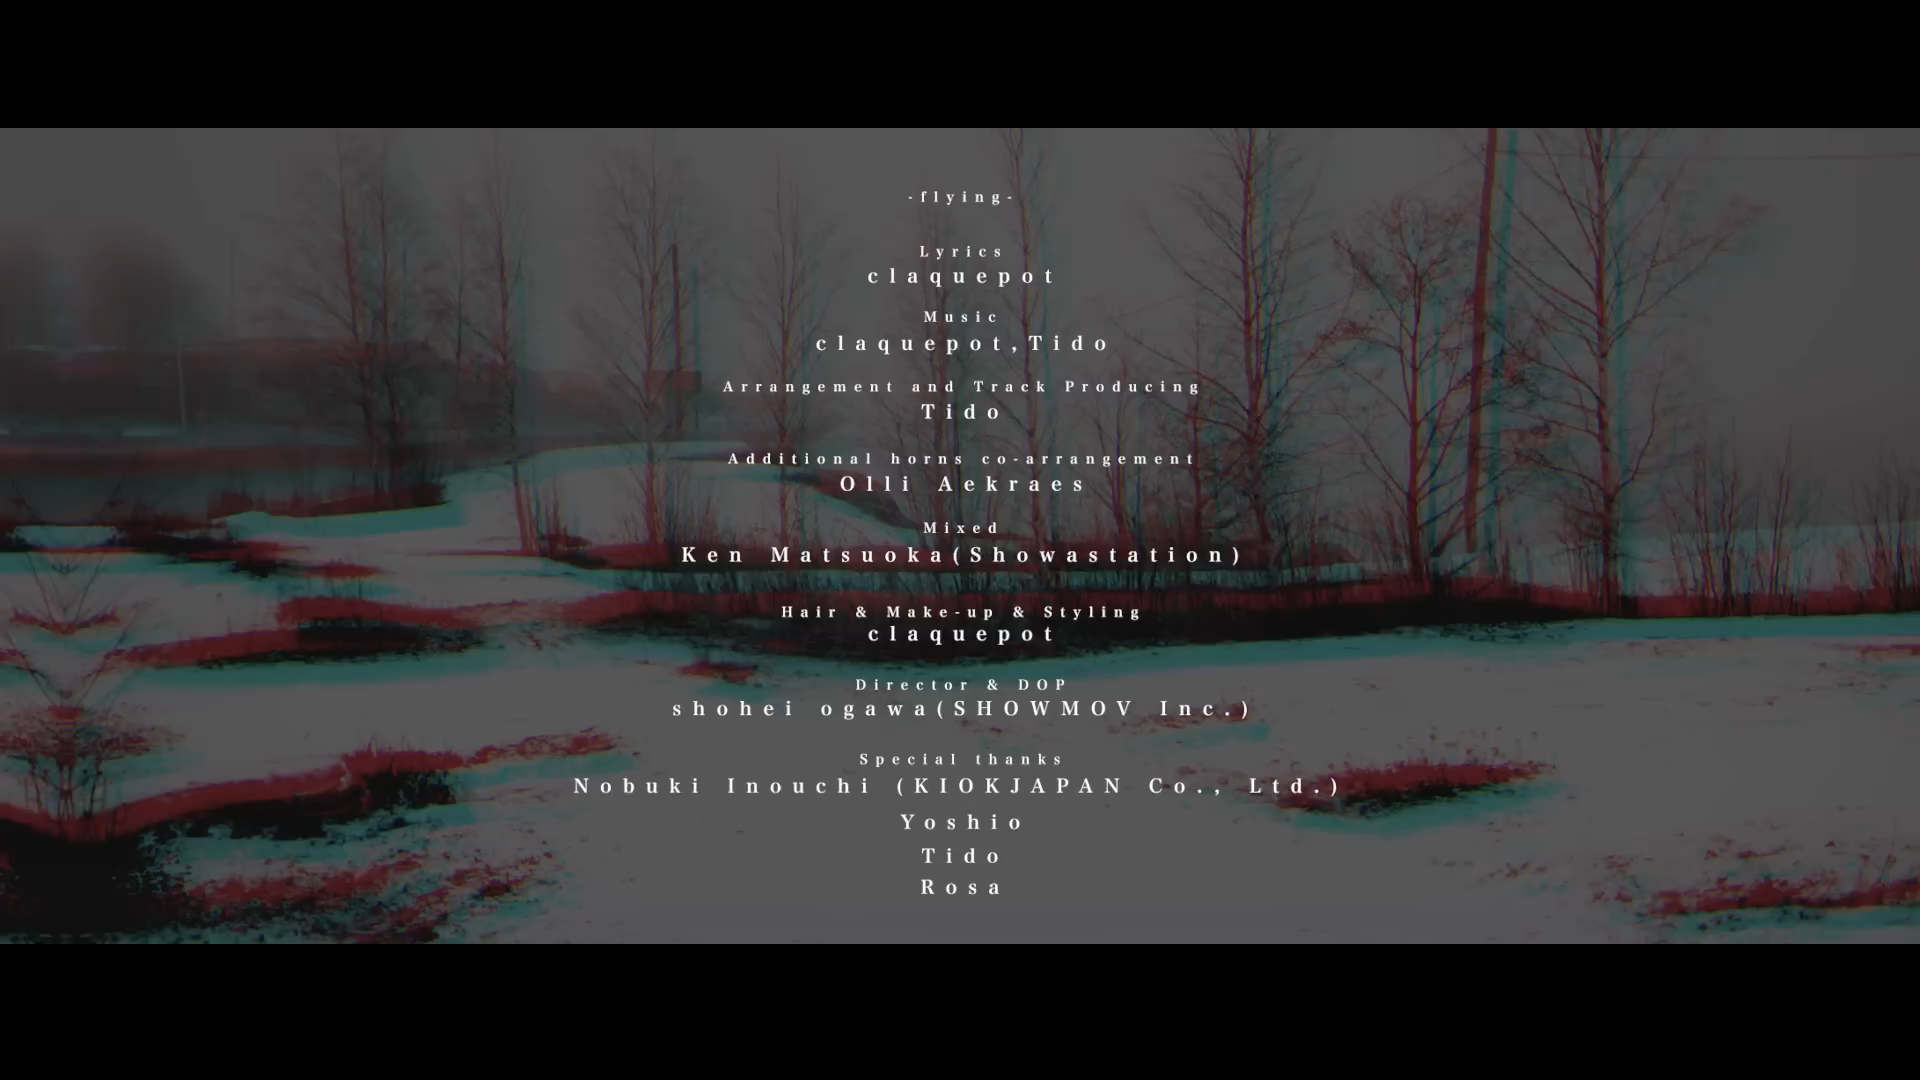 -flying-
Lyrics
claquepot
Music
claquepot,Tido
Arrangement and Track Producing
Tido
Additional horns co-arrangement
Olli Aekraes
Mixed
Ken Matsuoka(Showastation)
Hair & Make-up & Styling
claquepot
Director & DOP
shohei ogawa(SHOWMOV Inc.)
Special thanks
Nobuki Inouchi (KIOKJAPAN Co., Ltd.)
Yoshio
Tido
Rosa